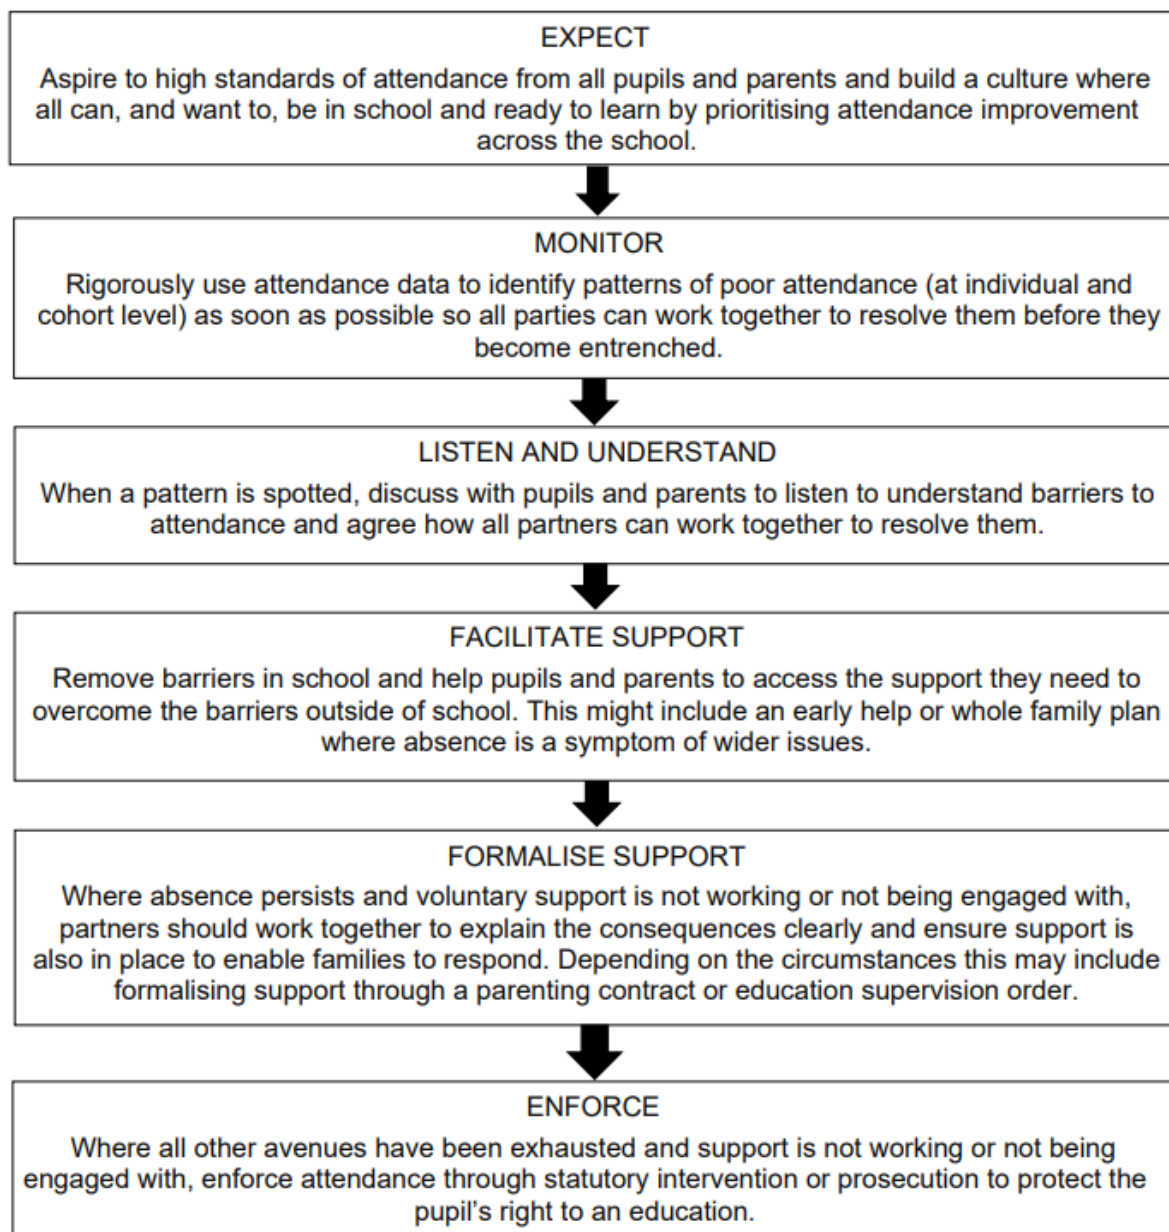 EXPECT
Aspire to high standards of attendance from all pupils and parents and build a culture where
all can, and want to, be in school and ready to learn by prioritising attendance improvement
across the school.
MONITOR
Rigorously use attendance data to identify patterns of poor attendance (at individual and
cohort level) as soon as possible so all parties can work together to resolve them before they
become entrenched.
LISTEN AND UNDERSTAND
When a pattern is spotted, discuss with pupils and parents to listen to understand barriers to
attendance and agree how all partners can work together to resolve them.
FACILITATE SUPPORT
Remove barriers in school and help pupils and parents to access the support they need to
overcome the barriers outside of school. This might include an early help or whole family plan
where absence is a symptom of wider issues.
FORMALISE SUPPORT
Where absence persists and voluntary support is not working or not being engaged with,
partners should work together to explain the consequences clearly and ensure support is
also in place to enable families to respond. Depending on the circumstances this may include
formalising support through a parenting contract or education supervision order.
ENFORCE
Where all other avenues have been exhausted and support is not working or not being
engaged with, enforce attendance through statutory intervention or prosecution to protect the
pupil's right to an education.